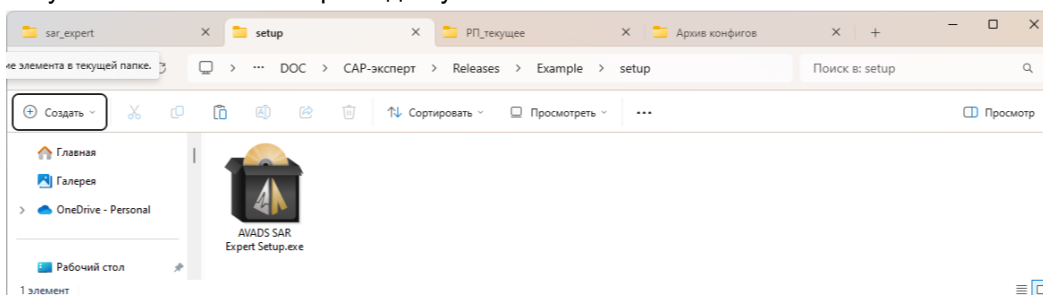 sar_expert
setup
РП_текущее
Архив конфигов
ие элемента в текущей папке.
DOC > САР-эксперт > Releases > Example > setup
Поиск в: setup
Создать
Сортировать
Просмотреть
Просмотр
Главная
Галерея
OneDrive - Personal
Рабочий стол
AVADS SAR
Expert Setup.exe
1 элемент